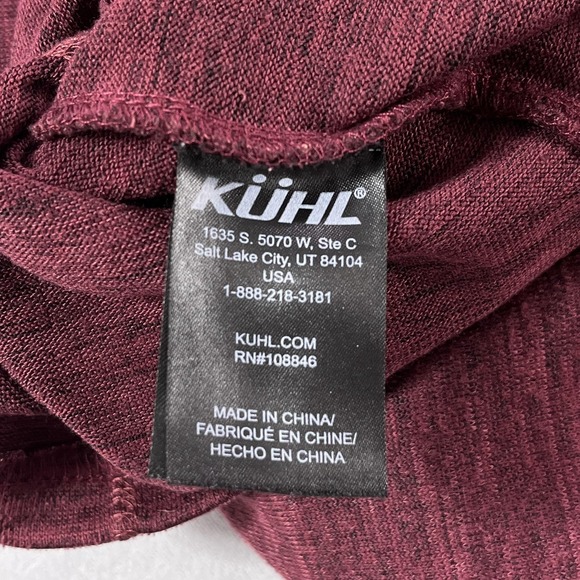 KÜHL®
1635 S. 5070 W, Ste C
Salt Lake City, UT 84104
USA
1-888-218-3181
KUHL.COM
RN#108846
MADE IN CHINA/
FABRIQUÉ EN CHINE/
HECHO EN CHINA